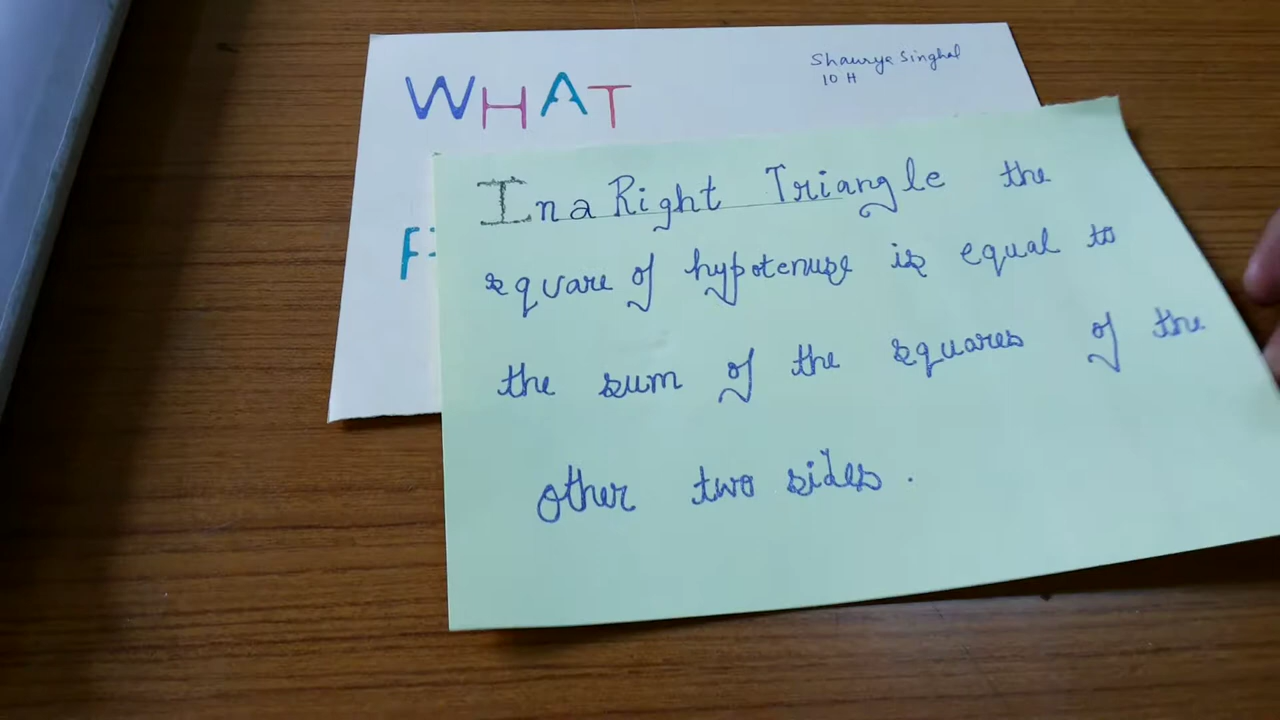 WHAT
Shaurya Singhal
10 H
In a Right Triangle the
square of hypotenuse is equal to
the sum of the squares of the
other two sides.